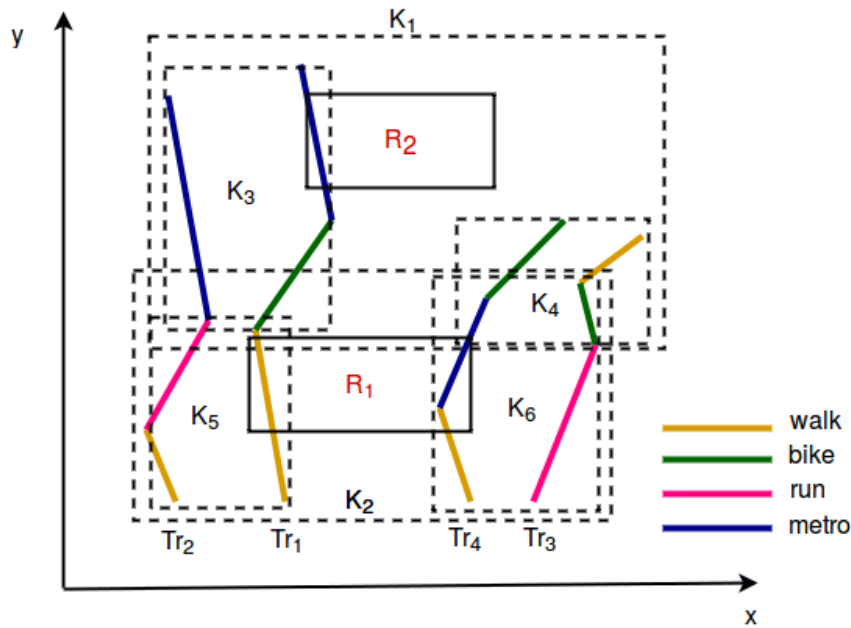 K₁
y
R₂
K₃
K₄
R₁
K₅
K₆
walk
bike
K₂
run
metro
Tr₂
Tr₁
Tr₄
Tr₃
x